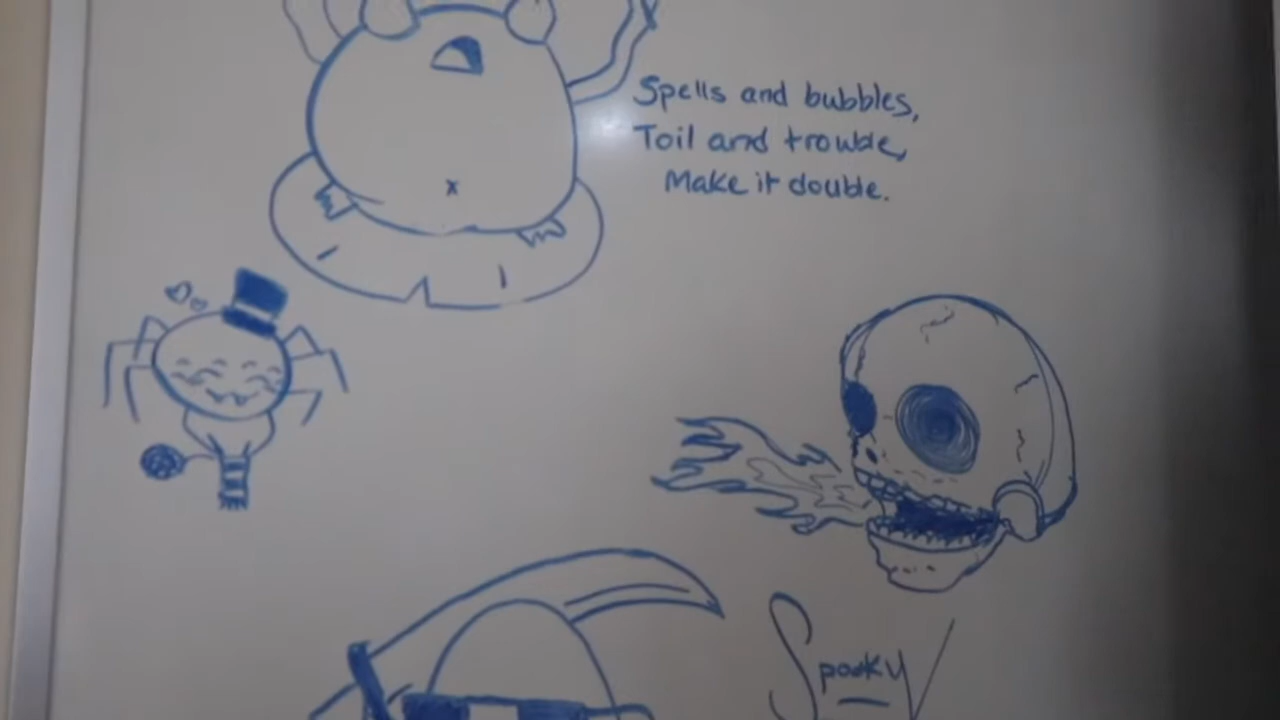 Spells and bubbles,
Toil and trouble,
Make it double.
Spooky